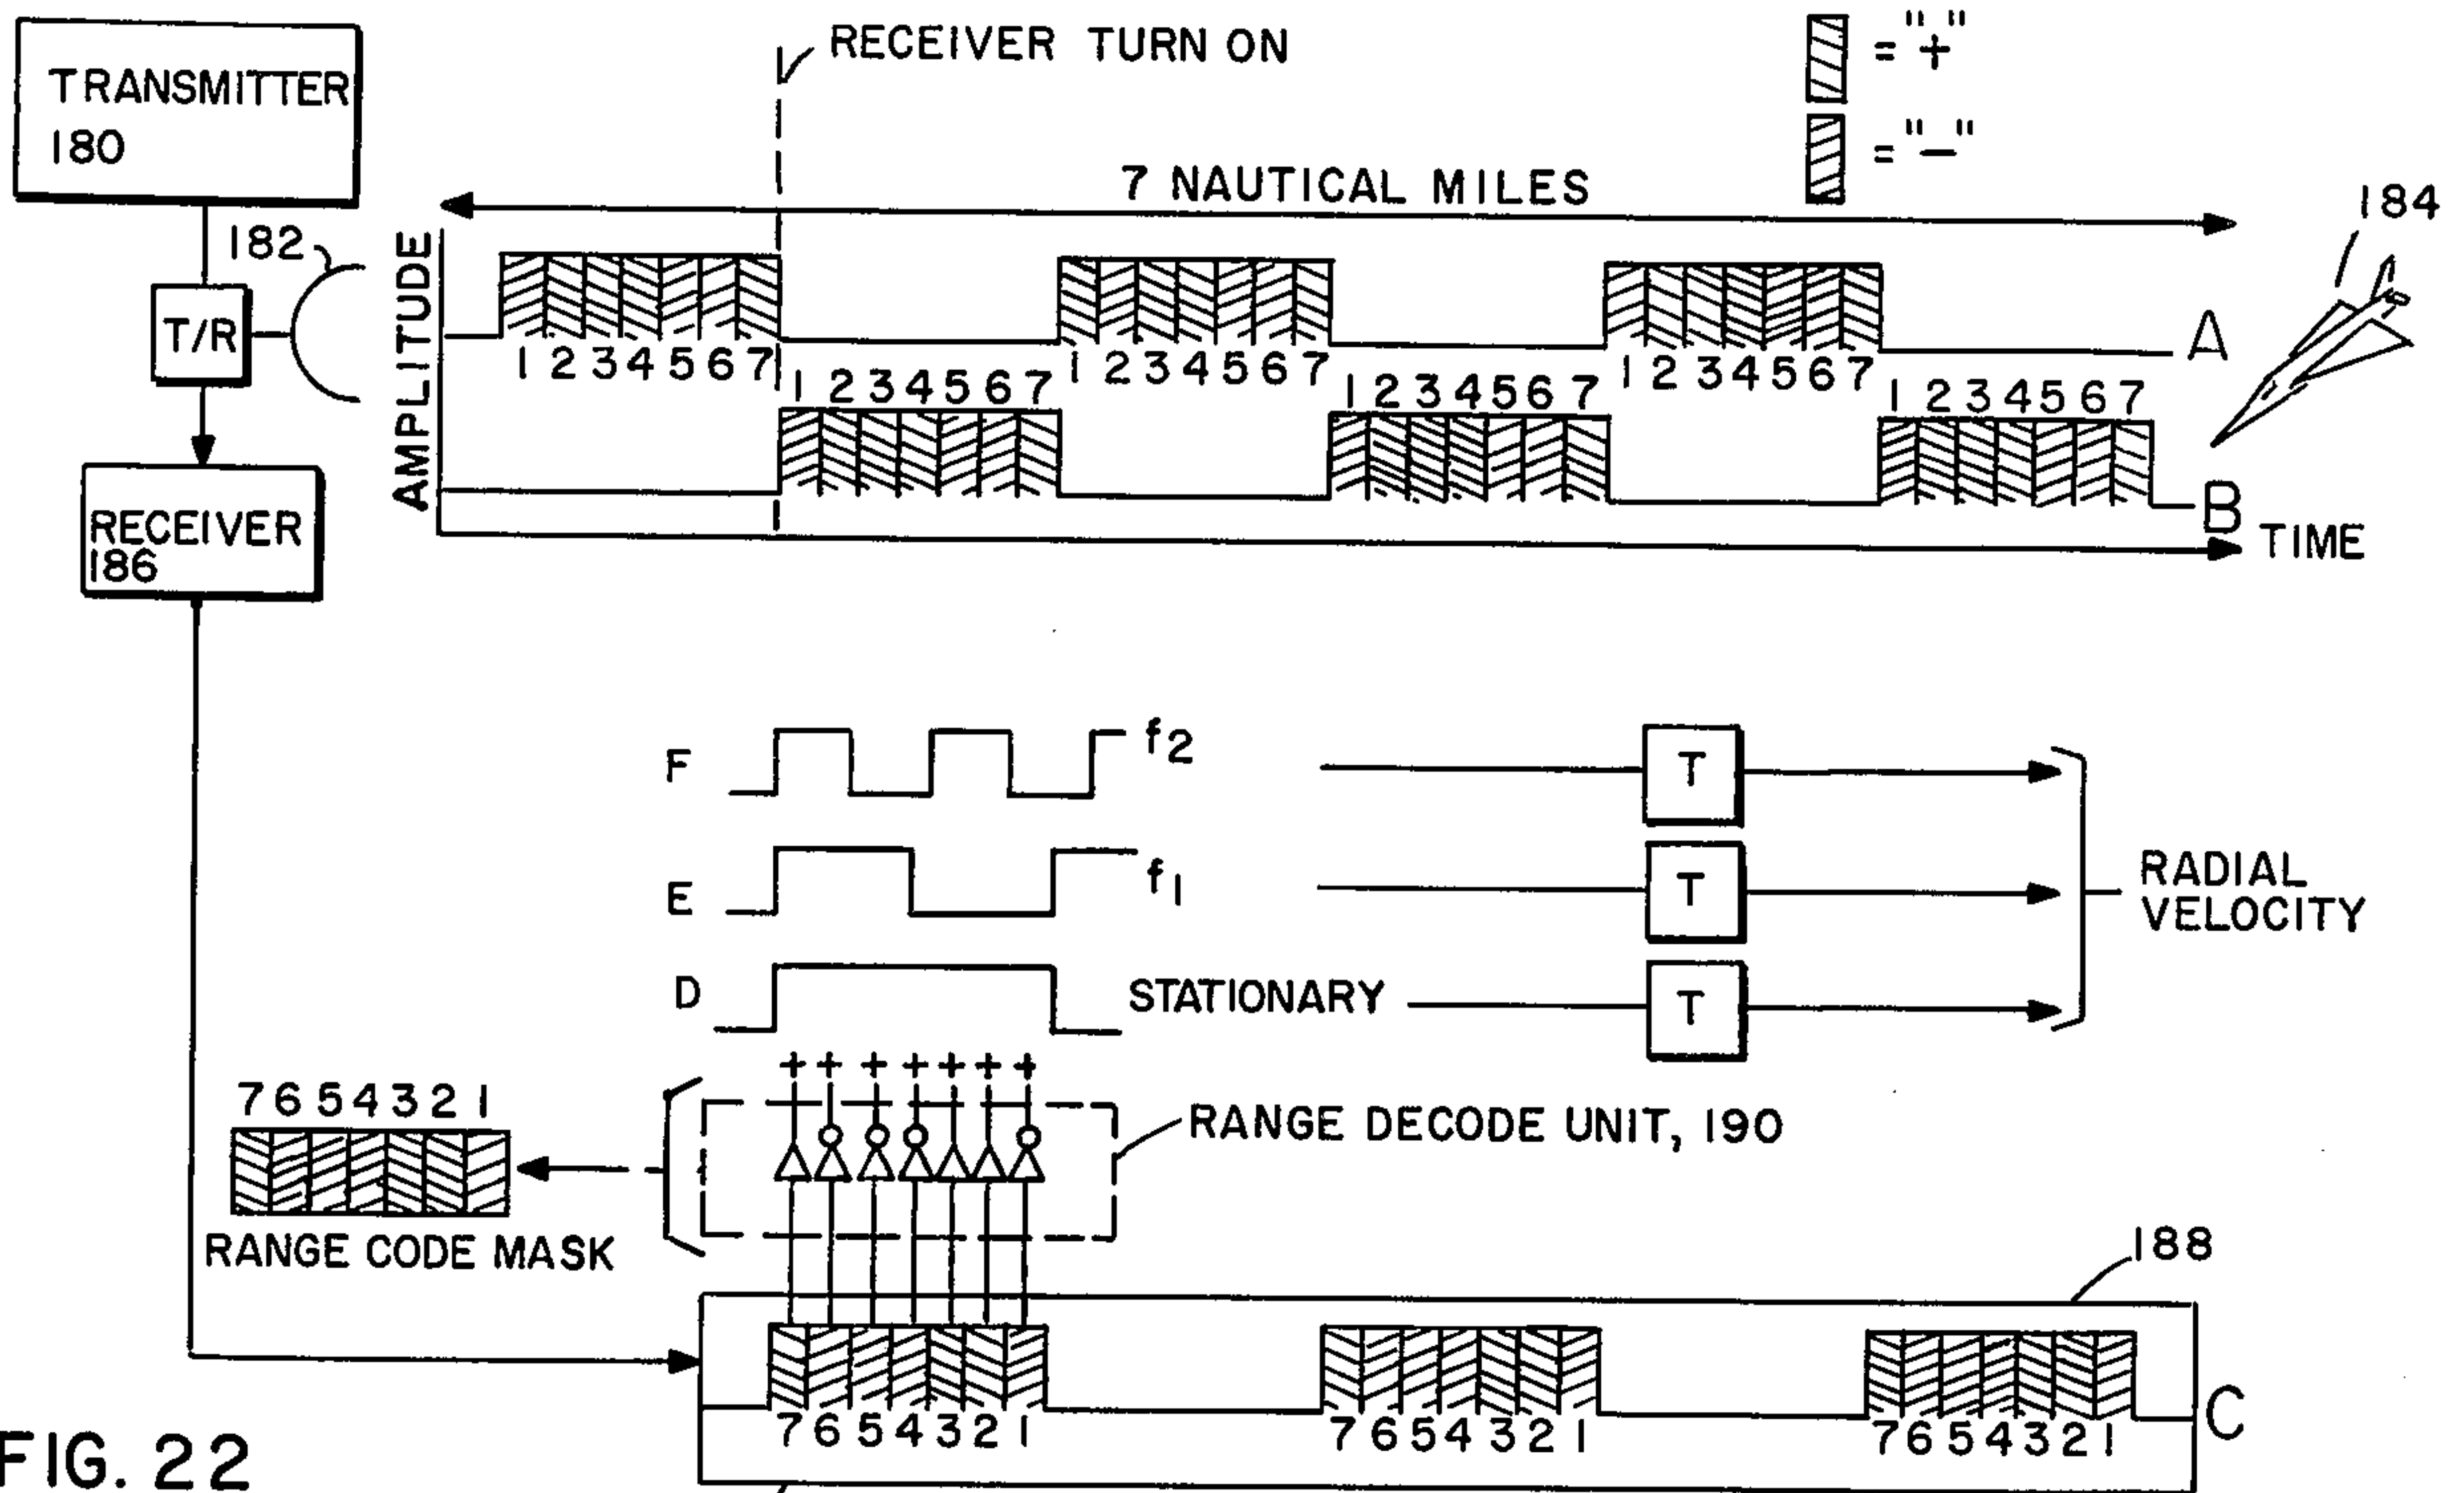 TRANSMITTER
180
RECEIVER TURN ON
= "+"
= "—"
7 NAUTICAL MILES
184
182
T/R
AMPLITUDE
1 2 3 4 5 6 7
1 2 3 4 5 6 7
1 2 3 4 5 6 7
A
1 2 3 4 5 6 7
1 2 3 4 5 6 7
1 2 3 4 5 6 7
B
TIME
RECEIVER
186
F
f2
T
E
f1
T
RADIAL
VELOCITY
D
STATIONARY
T
+ + + + + + +
7 6 5 4 3 2 1
RANGE DECODE UNIT, 190
RANGE CODE MASK
188
7 6 5 4 3 2 1
7 6 5 4 3 2 1
7 6 5 4 3 2 1
C
FIG. 22